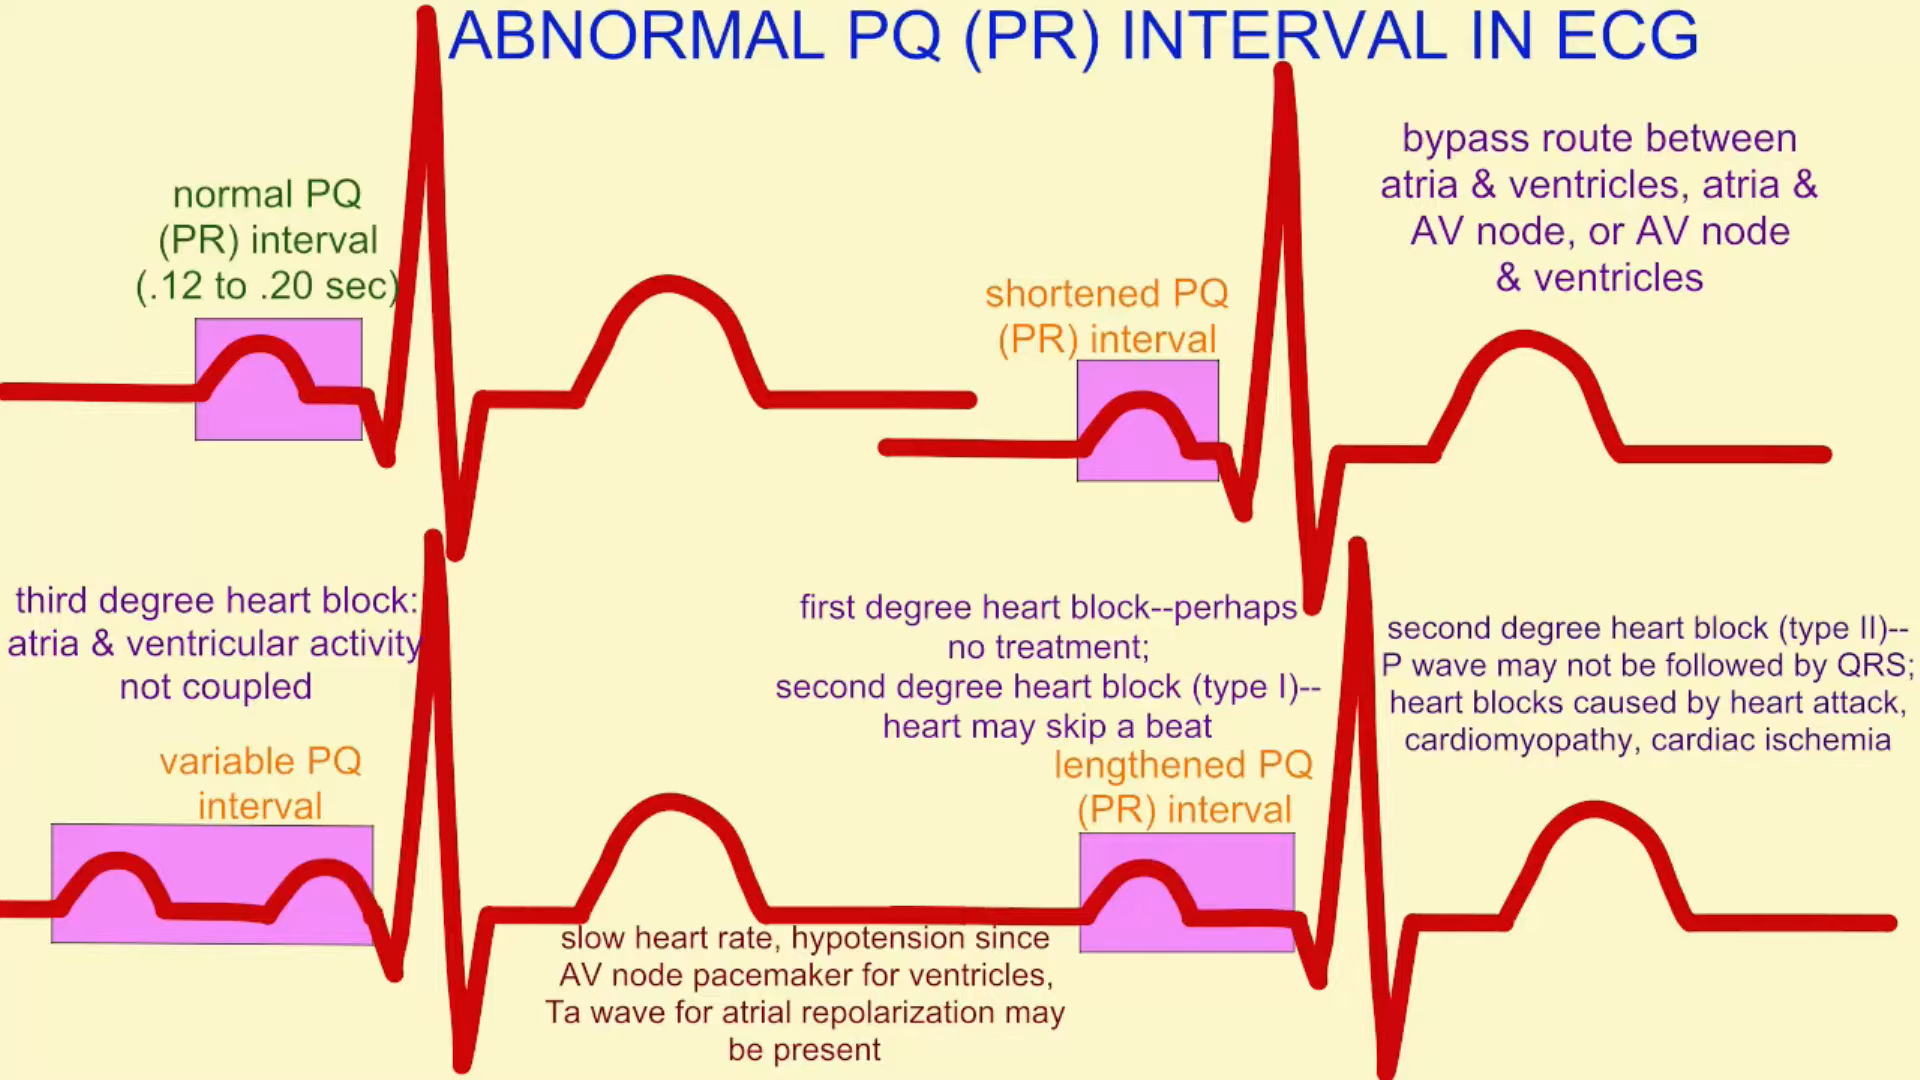 ABNORMAL PQ (PR) INTERVAL IN ECG
normal PQ
(PR) interval
(.12 to .20 sec)
shortened PQ
(PR) interval
bypass route between
atria & ventricles, atria &
AV node, or AV node
& ventricles
third degree heart block:
atria & ventricular activity
not coupled
variable PQ
interval
first degree heart block--perhaps
no treatment;
second degree heart block (type I)--
heart may skip a beat
lengthened PQ
(PR) interval
second degree heart block (type II)--
P wave may not be followed by QRS;
heart blocks caused by heart attack,
cardiomyopathy, cardiac ischemia
slow heart rate, hypotension since
AV node pacemaker for ventricles,
Ta wave for atrial repolarization may
be present